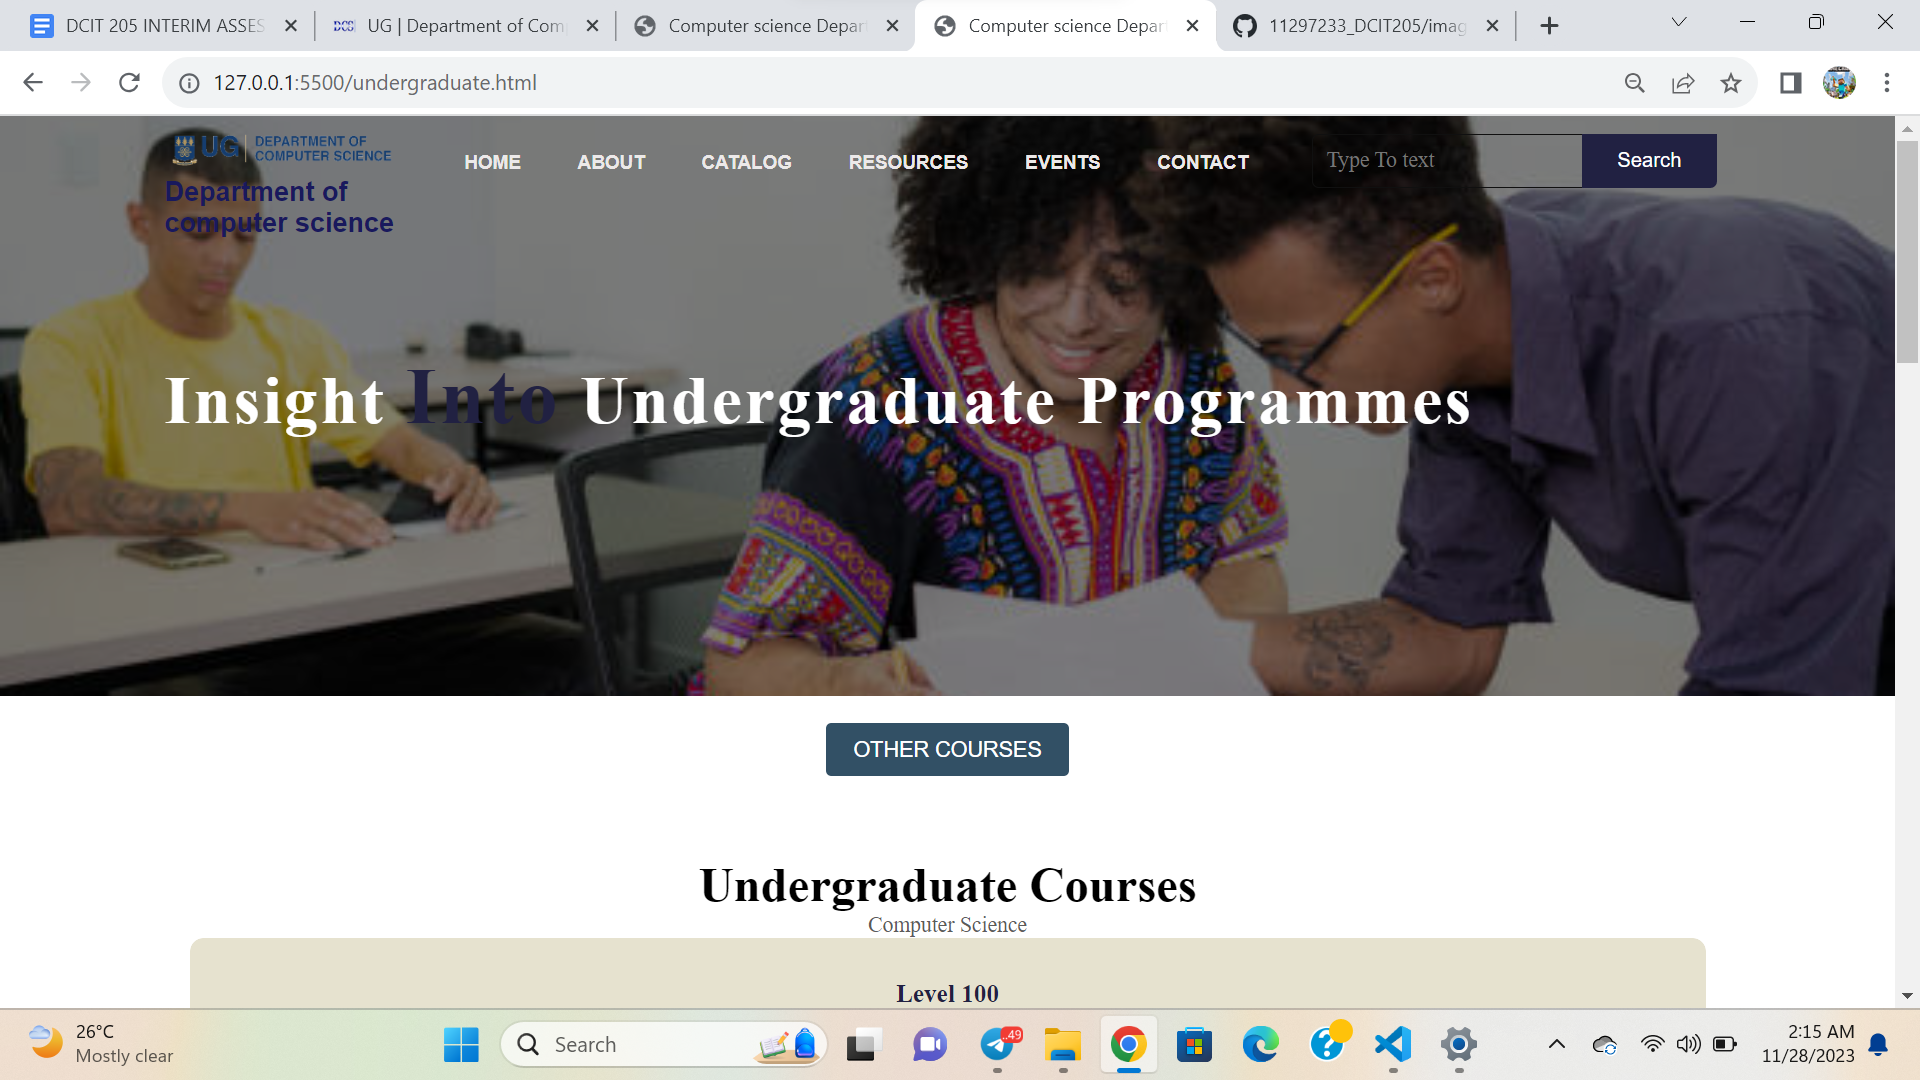 DCIT 205 INTERIM ASSES
UG | Department of Com
Computer science Depar
Computer science Depar
11297233_DCIT205/imag
127.0.0.1:5500/undergraduate.html
UG
DEPARTMENT OF
COMPUTER SCIENCE
Department of
computer science
HOME
ABOUT
CATALOG
RESOURCES
EVENTS
CONTACT
Type To text
Search
Insight Into Undergraduate Programmes
OTHER COURSES
Undergraduate Courses
Computer Science
Level 100
26°C
Mostly clear
Search
49
2:15 AM
11/28/2023